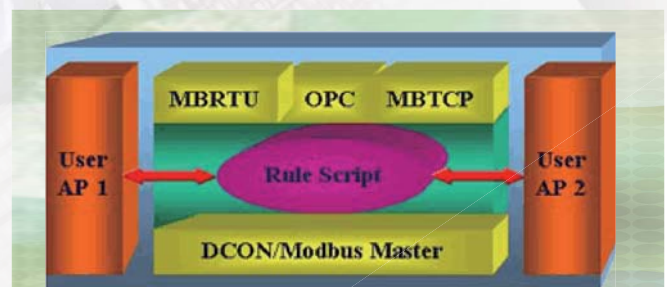 MBRTU OPC MBTCP
User
AP 1
Rule Script
User
AP 2
DCON/Modbus Master